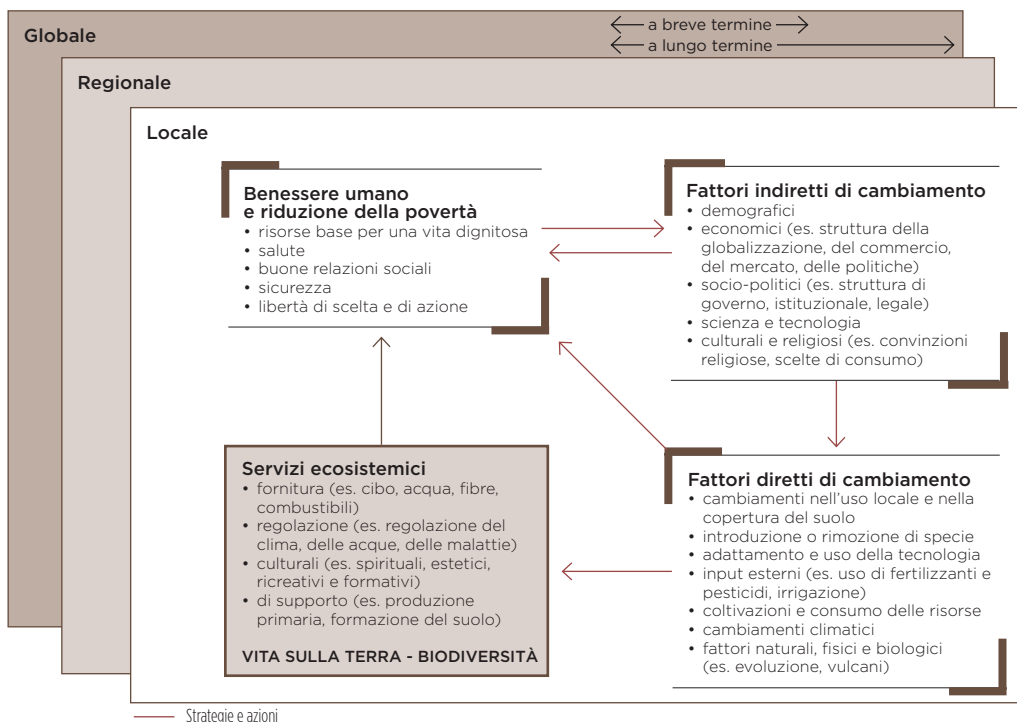 Globale
a breve termine
a lungo termine
Regionale
Locale
Benessere umano
e riduzione della povertà
• risorse base per una vita dignitosa
• salute
• buone relazioni sociali
• sicurezza
• libertà di scelta e di azione
Fattori indiretti di cambiamento
• demografici
• economici (es. struttura della
globalizzazione, del commercio,
del mercato, delle politiche)
• socio-politici (es. struttura di
governo, istituzionale, legale)
• scienza e tecnologia
• culturali e religiosi (es. convinzioni
religiose, scelte di consumo)
Servizi ecosistemici
• fornitura (es. cibo, acqua, fibre,
combustibili)
• regolazione (es. regolazione del
clima, delle acque, delle malattie)
• culturali (es. spirituali, estetici,
ricreativi e formativi)
• di supporto (es. produzione
primaria, formazione del suolo)
VITA SULLA TERRA - BIODIVERSITÀ
Fattori diretti di cambiamento
• cambiamenti nell'uso locale e nella
copertura del suolo
• introduzione o rimozione di specie
• adattamento e uso della tecnologia
• input esterni (es. uso di fertilizzanti e
pesticidi, irrigazione)
• coltivazioni e consumo delle risorse
• cambiamenti climatici
• fattori naturali, fisici e biologici
(es. evoluzione, vulcani)
Strategie e azioni